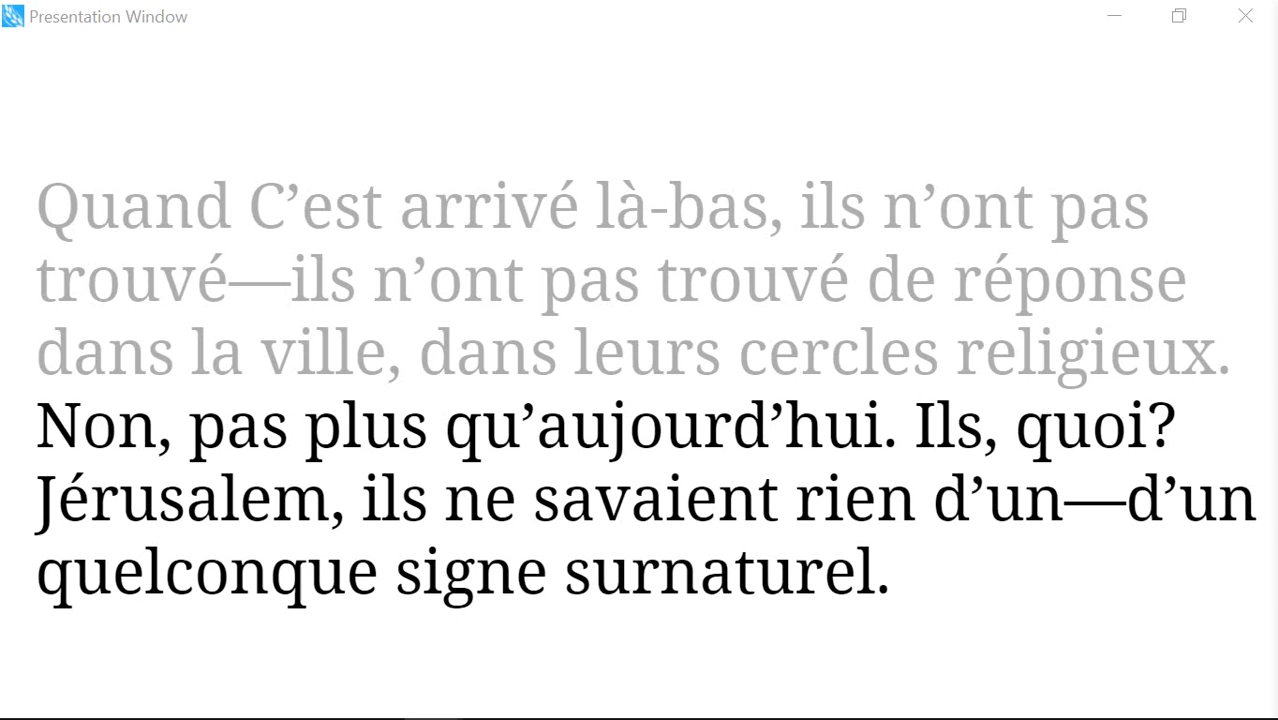 Presentation Window
Quand C’est arrivé là-bas, ils n’ont pas
trouvé—ils n’ont pas trouvé de réponse
dans la ville, dans leurs cercles religieux.
Non, pas plus qu’aujourd’hui. Ils, quoi?
Jérusalem, ils ne savaient rien d’un—d’un
quelconque signe surnaturel.